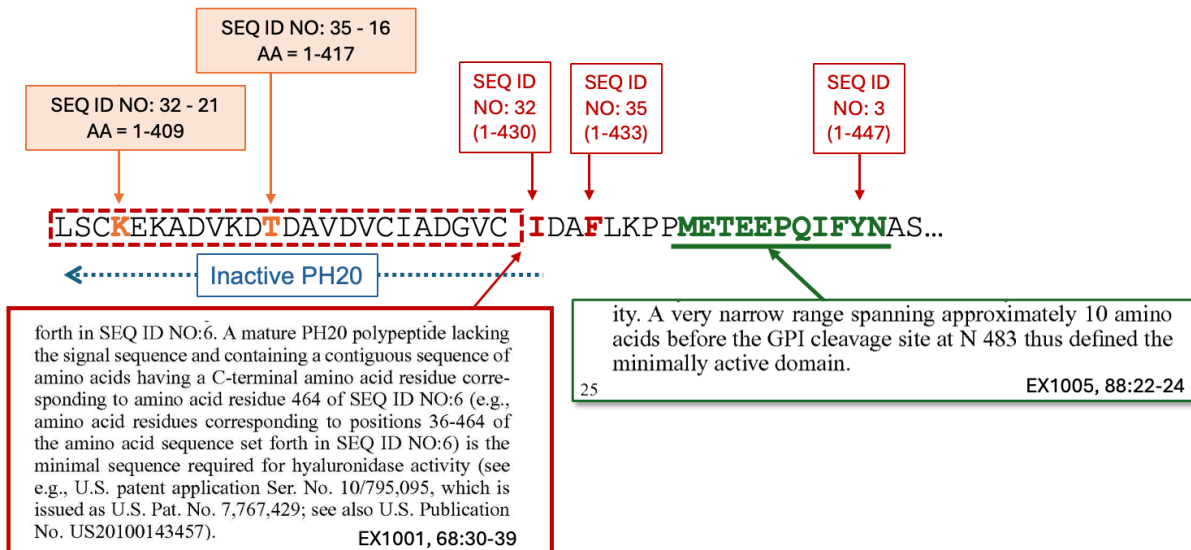 SEQ ID NO: 35 - 16
AA = 1-417
SEQ ID NO: 32 - 21
AA = 1-409
SEQ ID
NO: 32
(1-430)
SEQ ID
NO: 35
(1-433)
SEQ ID
NO: 3
(1-447)
LSCKEKADVKDTDAVDVCIADGVC IDAFLKPPMETEEPQIFYNAS...
Inactive PH20
forth in SEQ ID NO:6. A mature PH20 polypeptide lacking
the signal sequence and containing a contiguous sequence of
amino acids having a C-terminal amino acid residue corre-
sponding to amino acid residue 464 of SEQ ID NO:6 (e.g.,
amino acid residues corresponding to positions 36-464 of
the amino acid sequence set forth in SEQ ID NO:6) is the
minimal sequence required for hyaluronidase activity (see
e.g., U.S. patent application Ser. No. 10/795,095, which is
issued as U.S. Pat. No. 7,767,429; see also U.S. Publication
No. US20100143457).
EX1001, 68:30-39
ity. A very narrow range spanning approximately 10 amino
acids before the GPI cleavage site at N 483 thus defined the
minimally active domain.
25
EX1005, 88:22-24